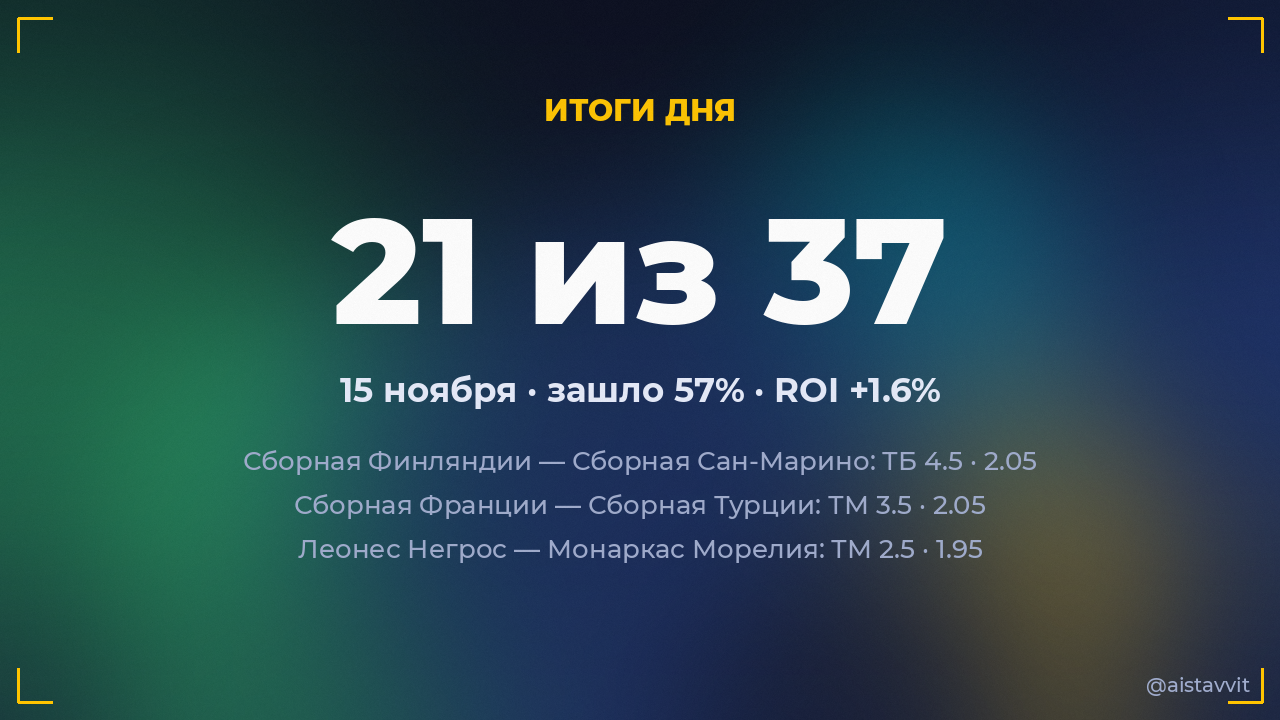 ИТОГИ ДНЯ
21 из 37
15 ноября · зашло 57% · ROI +1.6%
Сборная Финляндии — Сборная Сан-Марино: ТБ 4.5 · 2.05
Сборная Франции — Сборная Турции: ТМ 3.5 · 2.05
Леонес Негрос — Монаркас Морелия: ТМ 2.5 · 1.95
@aistavvit